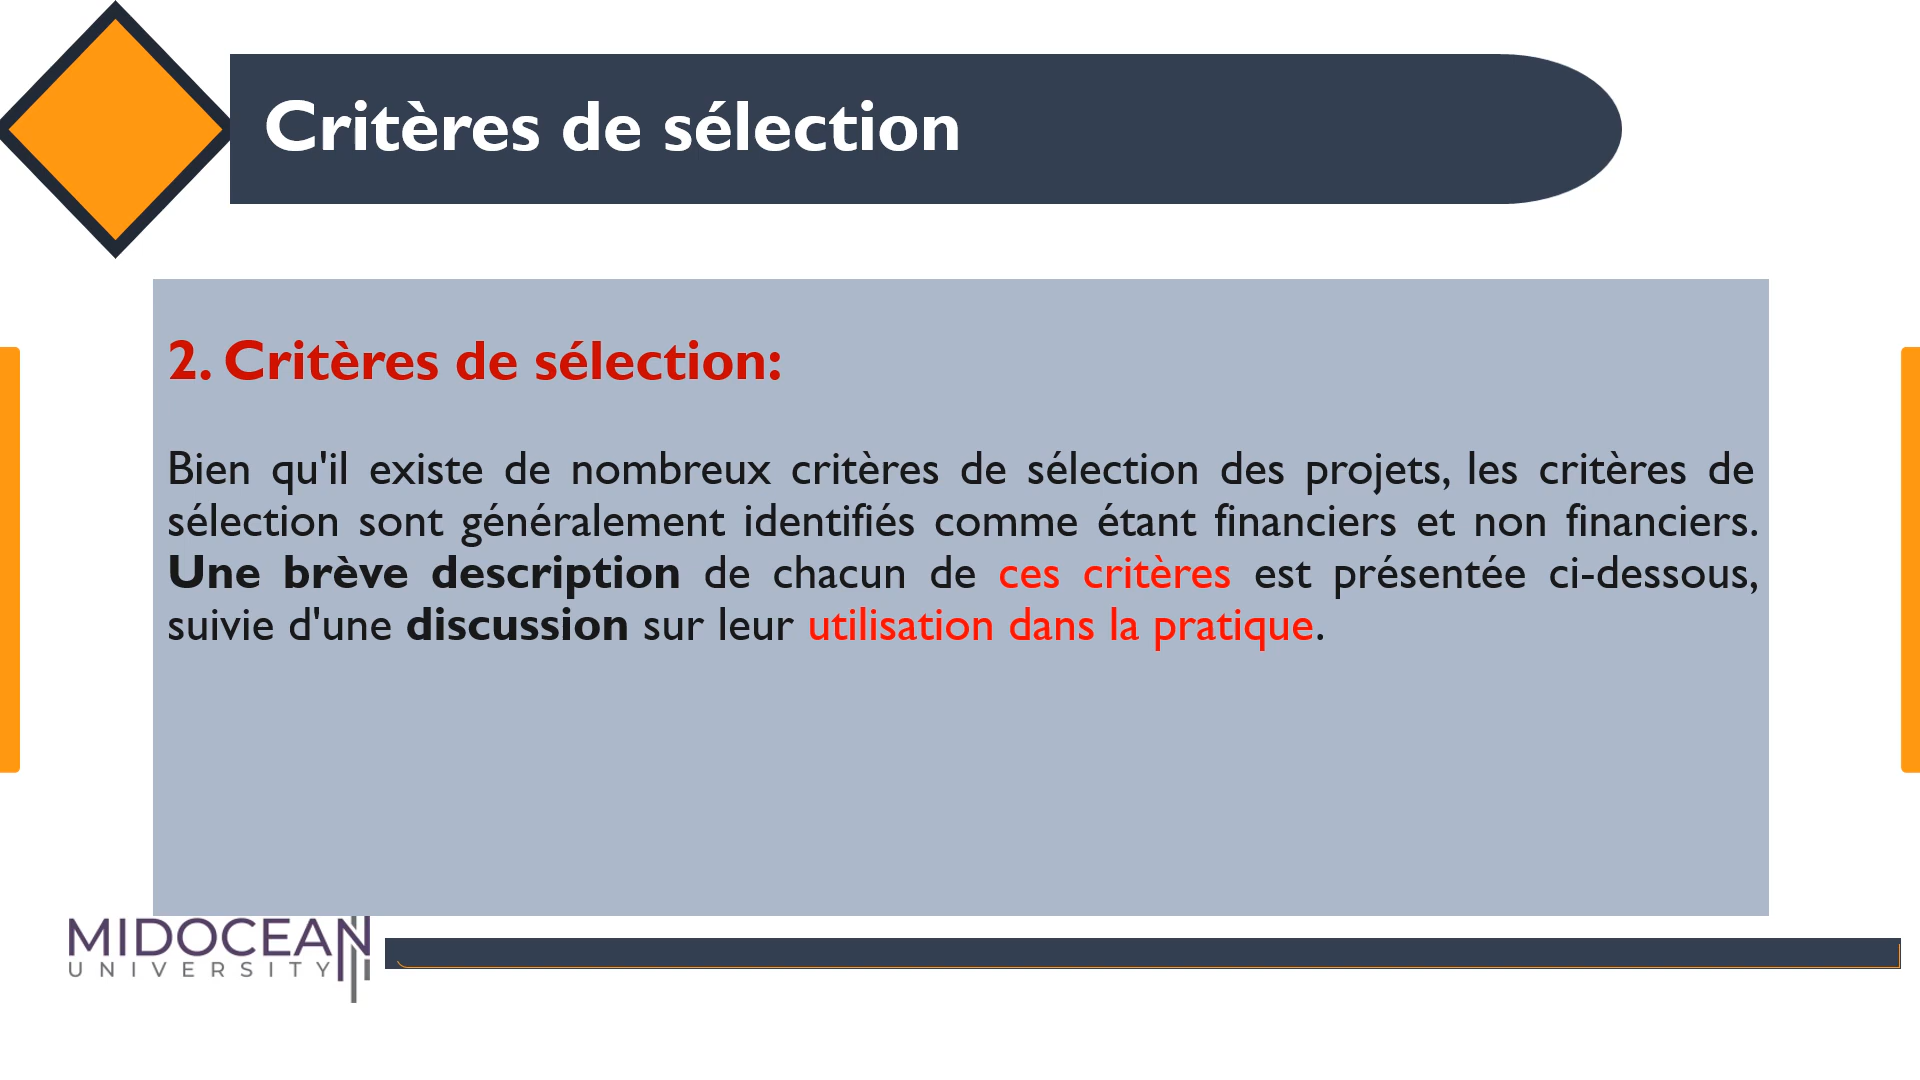 Critères de sélection
2. Critères de sélection:
Bien qu'il existe de nombreux critères de sélection des projets, les critères de
sélection sont généralement identifiés comme étant financiers et non financiers.
Une brève description de chacun de ces critères est présentée ci-dessous,
suivie d'une discussion sur leur utilisation dans la pratique.
MIDOCEAN
UNIVERSITY